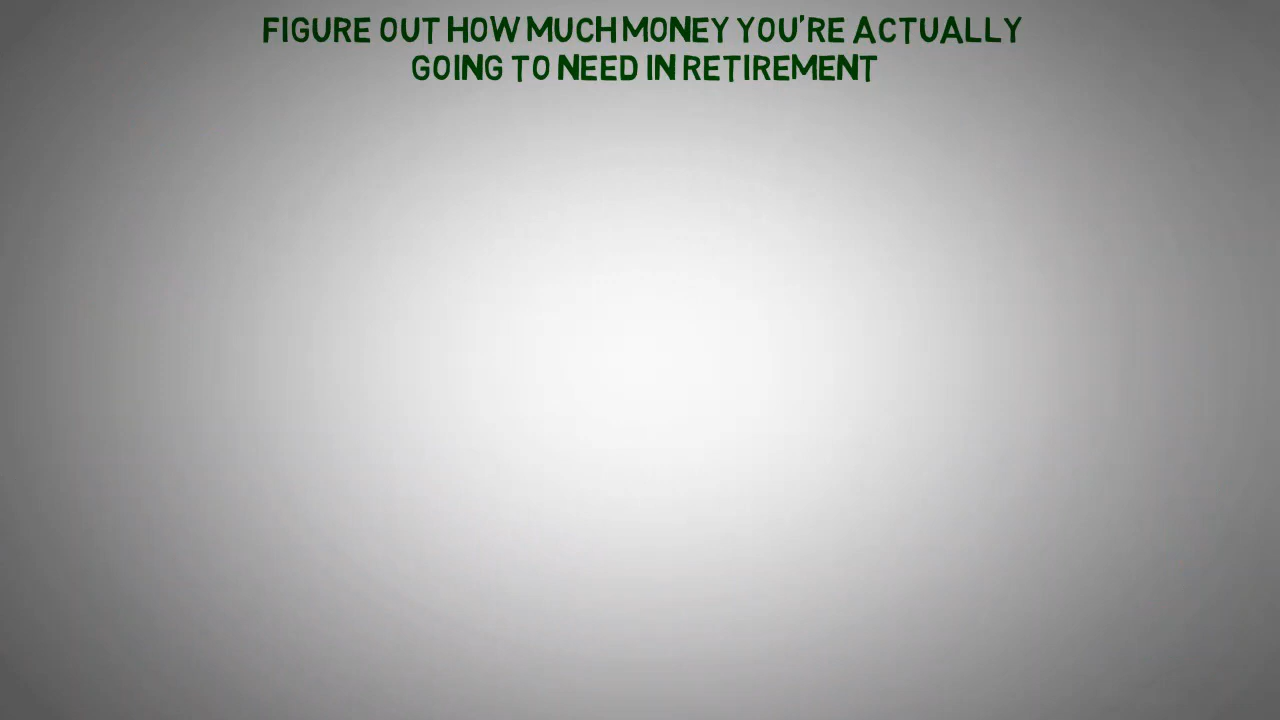 FIGURE OUT HOW MUCH MONEY YOU'RE ACTUALLY
GOING TO NEED IN RETIREMENT